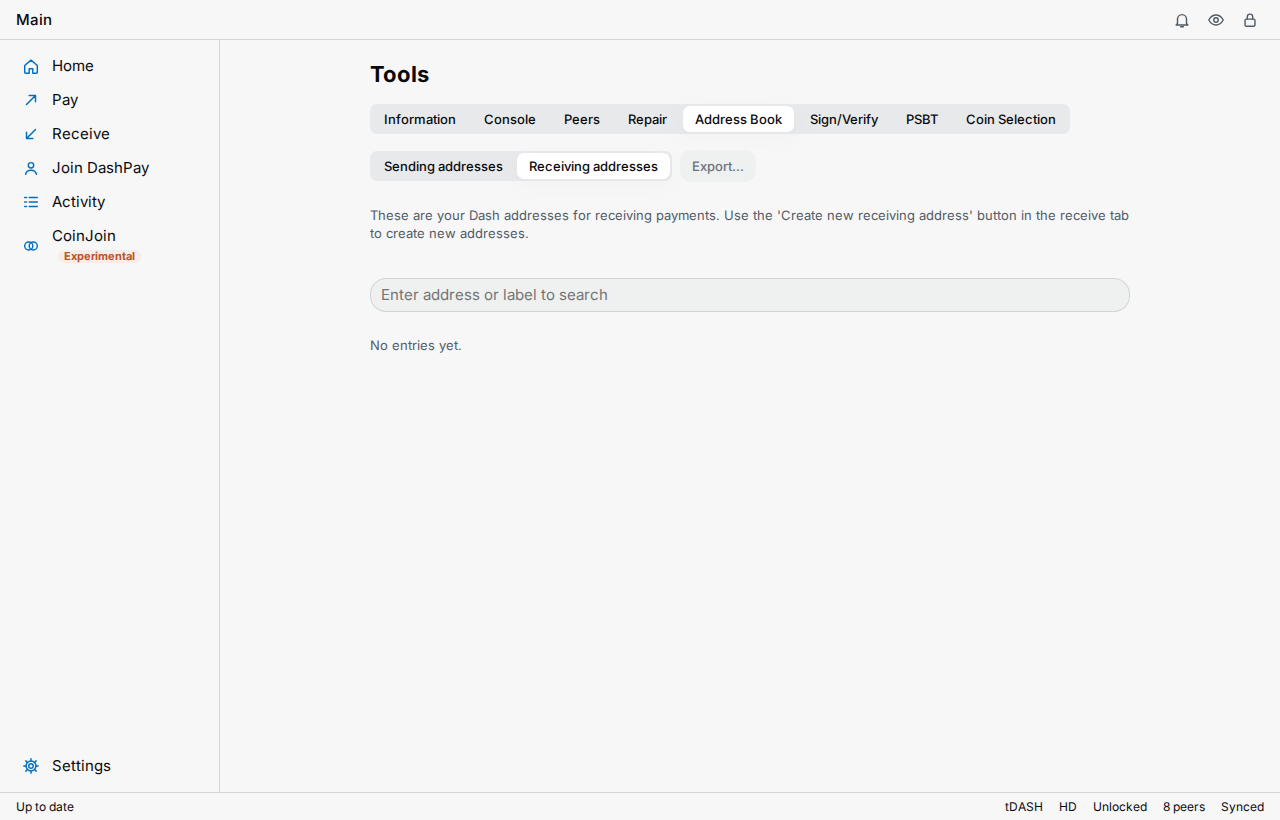 Main
Home
Pay
Receive
Join DashPay
Activity
CoinJoin
Experimental
Settings
Tools
Information Console Peers Repair Address Book Sign/Verify PSBT Coin Selection
Sending addresses Receiving addresses Export...
These are your Dash addresses for receiving payments. Use the 'Create new receiving address' button in the receive tab
to create new addresses.
Enter address or label to search
No entries yet.
Up to date
tDASH HD Unlocked 8 peers Synced